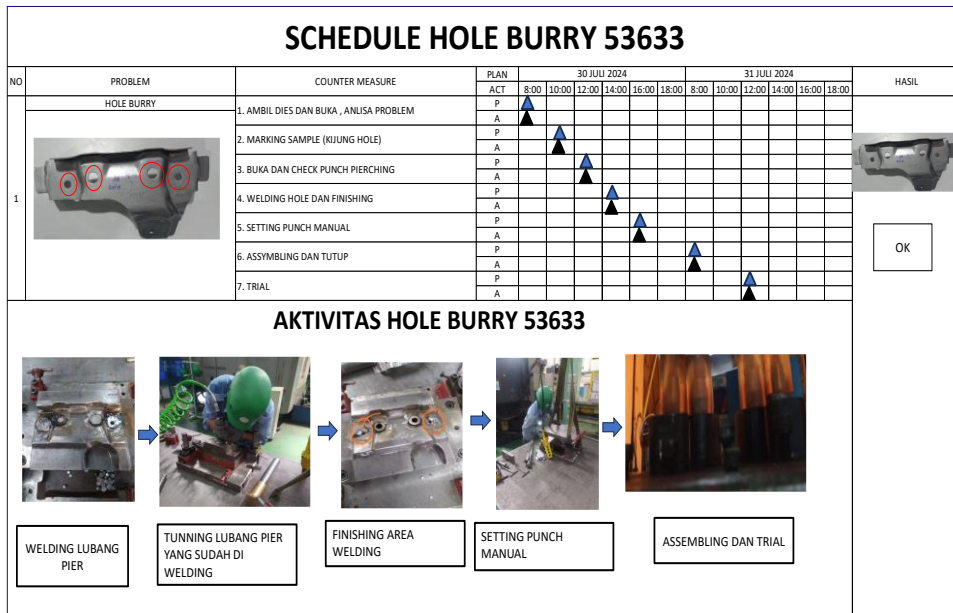 SCHEDULE HOLE BURRY 53633
NO PROBLEM COUNTER MEASURE PLAN 30 JULI 2024 31 JULI 2024 HASIL
ACT 8:00 10:00 12:00 14:00 16:00 18:00 8:00 10:00 12:00 14:00 16:00 18:00
1 HOLE BURRY
1. AMBIL DIES DAN BUKA , ANLISA PROBLEM P
A
2. MARKING SAMPLE (KIJUNG HOLE) P
A
3. BUKA DAN CHECK PUNCH PIERCHING P
A
4. WELDING HOLE DAN FINISHING P
A
5. SETTING PUNCH MANUAL P
A
6. ASSYMBLING DAN TUTUP P
A
7. TRIAL P
A
OK
AKTIVITAS HOLE BURRY 53633
WELDING LUBANG
PIER
TUNNING LUBANG PIER
YANG SUDAH DI
WELDING
FINISHING AREA
WELDING
SETTING PUNCH
MANUAL
ASSEMBLING DAN TRIAL